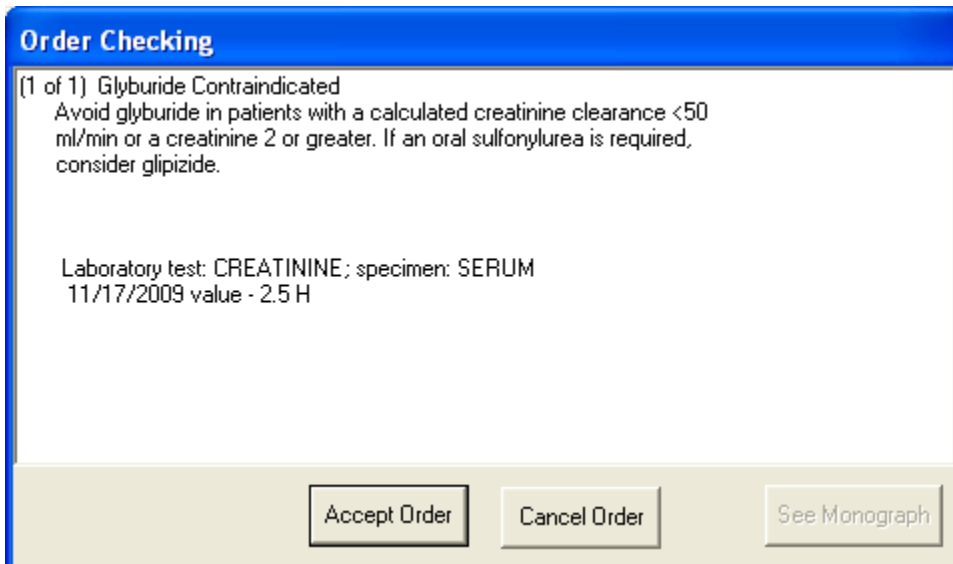 Order Checking
(1 of 1) Glyburide Contraindicated
Avoid glyburide in patients with a calculated creatinine clearance <50
ml/min or a creatinine 2 or greater. If an oral sulfonylurea is required,
consider glipizide.
Laboratory test: CREATININE; specimen: SERUM
11/17/2009 value - 2.5 H
Accept Order
Cancel Order
See Monograph